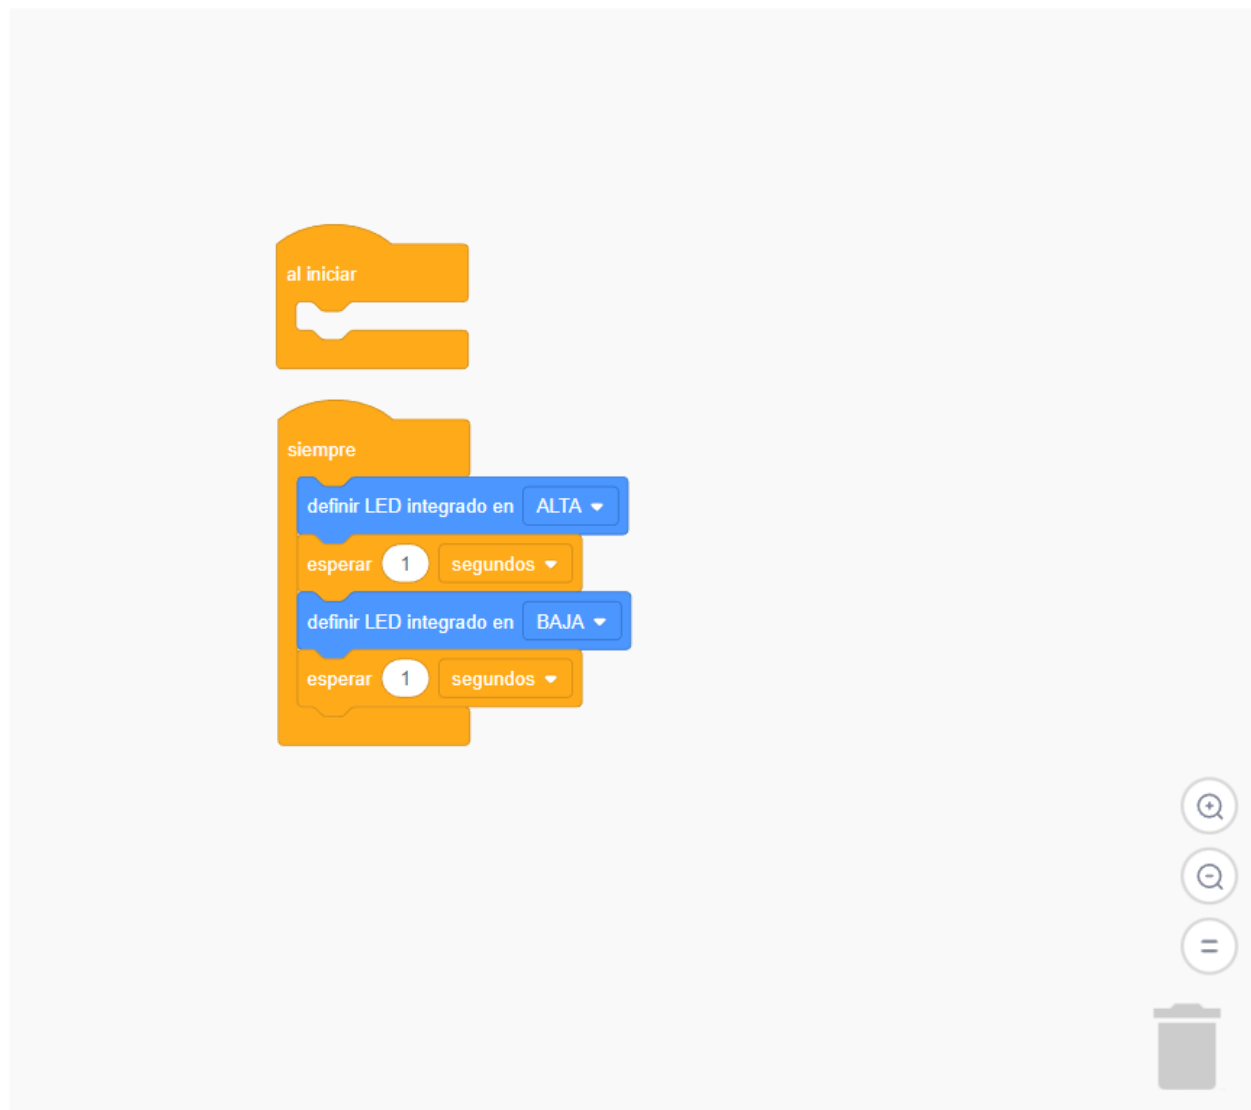 al iniciar
siempre
definir LED integrado en ALTA
esperar 1 segundos
definir LED integrado en BAJA
esperar 1 segundos